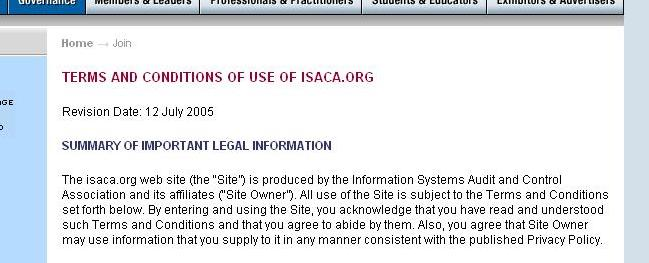 Governance Members & Leaders Professionals & Practitioners Students & Educators Exhibitors & Advertisers
Home → Join
TERMS AND CONDITIONS OF USE OF ISACA.ORG
Revision Date: 12 July 2005
SUMMARY OF IMPORTANT LEGAL INFORMATION
The isaca.org web site (the "Site") is produced by the Information Systems Audit and Control
Association and its affiliates ("Site Owner"). All use of the Site is subject to the Terms and Conditions
set forth below. By entering and using the Site, you acknowledge that you have read and understood
such Terms and Conditions and that you agree to abide by them. Also, you agree that Site Owner
may use information that you supply to it in any manner consistent with the published Privacy Policy.